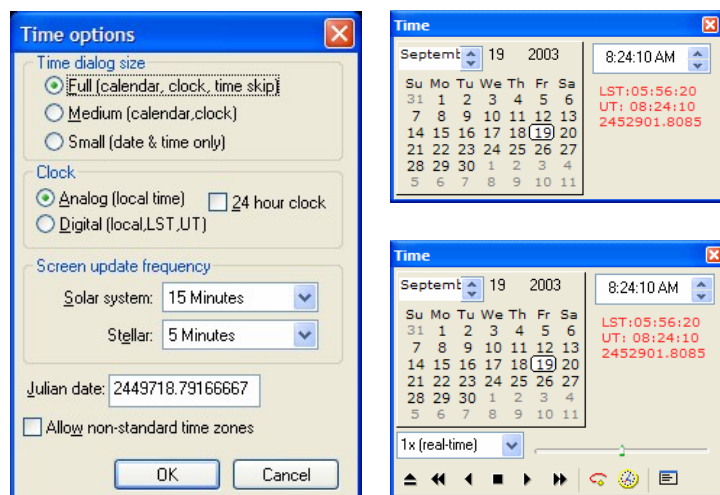 Time options
Time dialog size
Full (calendar, clock, time skip)
Medium (calendar,clock)
Small (date & time only)
Clock
Analog (local time)
24 hour clock
Digital (local,LST,UT)
Screen update frequency
Solar system: 15 Minutes
Stellar: 5 Minutes
Julian date: 2449718.79166667
Allow non-standard time zones
OK
Cancel
Time
Septemb 19 2003
8:24:10 AM
Su Mo Tu We Th Fr Sa
31 1 2 3 4 5 6
7 8 9 10 11 12 13
14 15 16 17 18 19 20
21 22 23 24 25 26 27
28 29 30 1 2 3 4
5 6 7 8 9 10 11
LST:05:56:20
UT: 08:24:10
2452901.8085
Time
Septemb 19 2003
8:24:10 AM
Su Mo Tu We Th Fr Sa
31 1 2 3 4 5 6
7 8 9 10 11 12 13
14 15 16 17 18 19 20
21 22 23 24 25 26 27
28 29 30 1 2 3 4
5 6 7 8 9 10 11
LST:05:56:20
UT: 08:24:10
2452901.8085
1x (real-time)